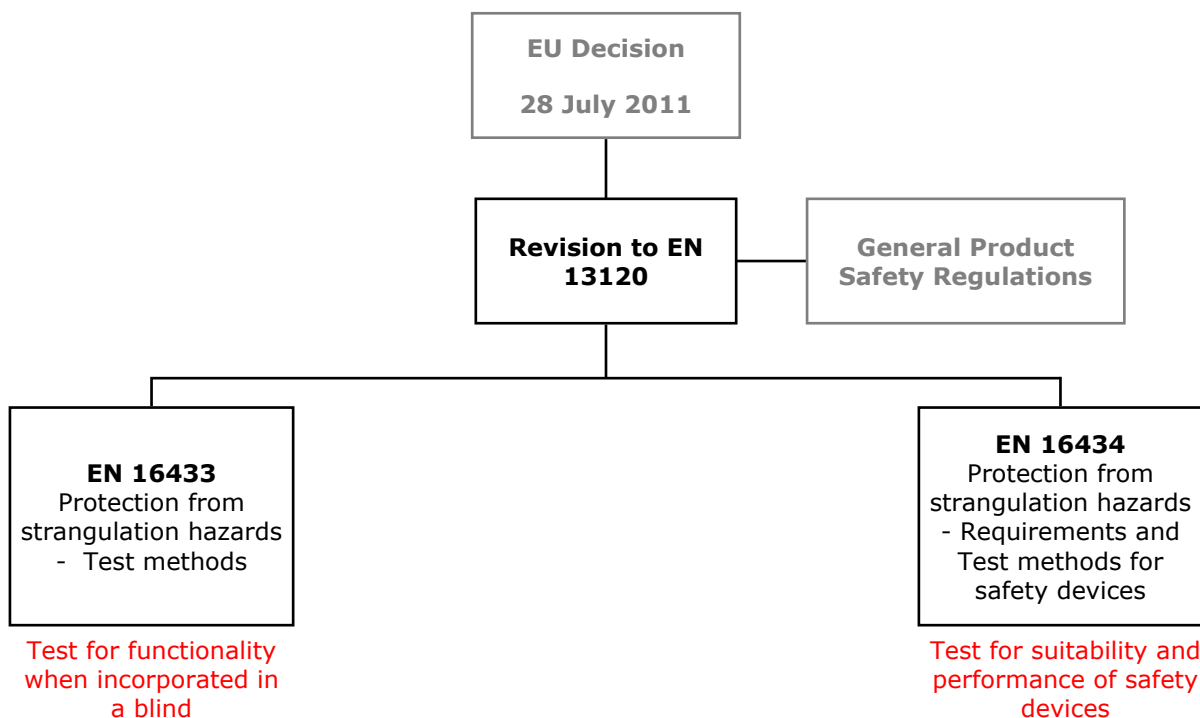 EU Decision
28 July 2011
Revision to EN
13120
General Product
Safety Regulations
EN 16433
Protection from
strangulation hazards
- Test methods
Test for functionality
when incorporated in
a blind
EN 16434
Protection from
strangulation hazards
- Requirements and
Test methods for
safety devices
Test for suitability and
performance of safety
devices